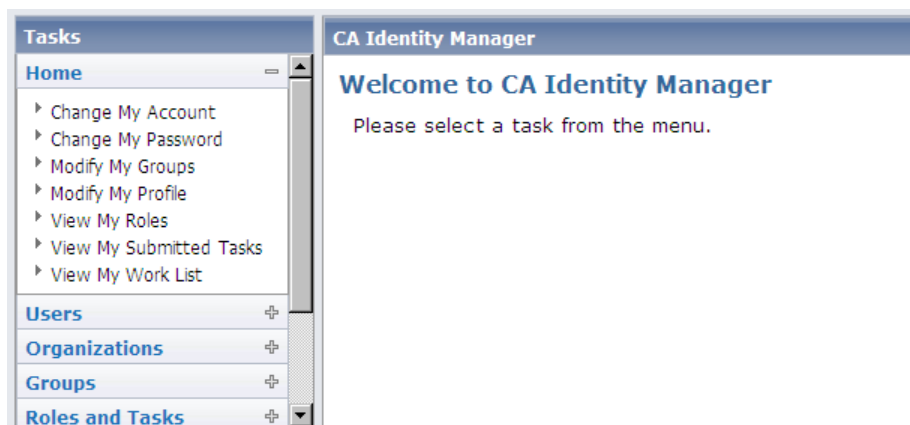 Tasks
Home
Change My Account
Change My Password
Modify My Groups
Modify My Profile
View My Roles
View My Submitted Tasks
View My Work List
Users
Organizations
Groups
Roles and Tasks
CA Identity Manager
Welcome to CA Identity Manager
Please select a task from the menu.